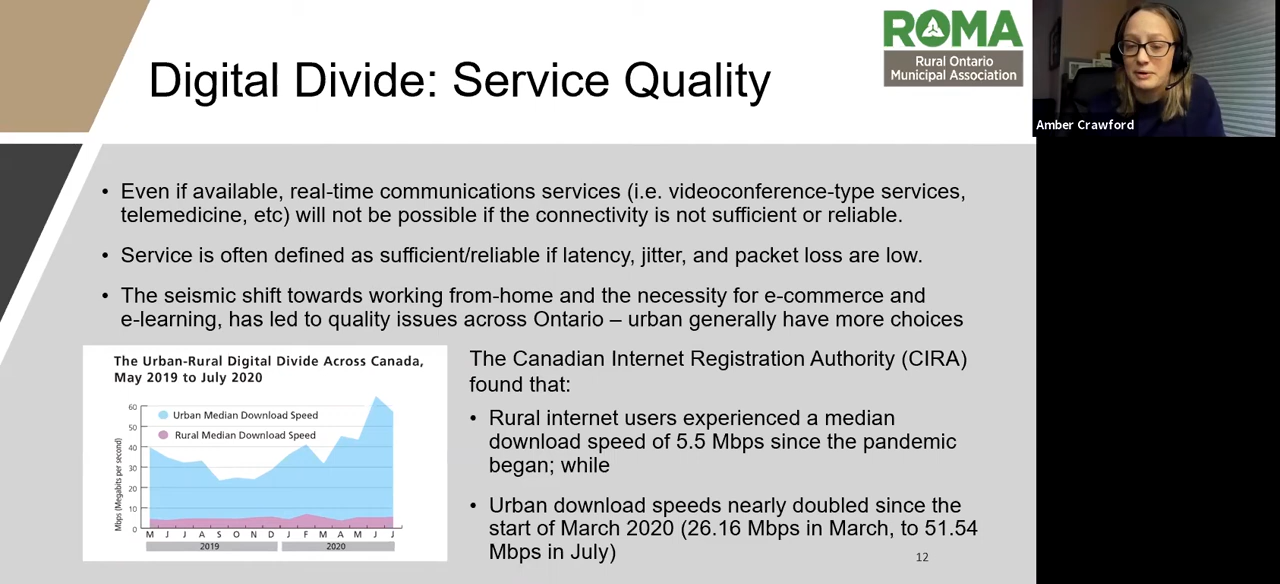 Digital Divide: Service Quality
ROMA
Rural Ontario
Municipal Association
Amber Crawford
• Even if available, real-time communications services (i.e. videoconference-type services,
telemedicine, etc) will not be possible if the connectivity is not sufficient or reliable.
• Service is often defined as sufficient/reliable if latency, jitter, and packet loss are low.
• The seismic shift towards working from-home and the necessity for e-commerce and
e-learning, has led to quality issues across Ontario – urban generally have more choices
The Urban-Rural Digital Divide Across Canada,
May 2019 to July 2020
Urban Median Download Speed
Rural Median Download Speed
Mbps (Megabits per second)
60
50
40
30
20
10
0
M J J A S O N D J F M A M J J
2019 2020
The Canadian Internet Registration Authority (CIRA)
found that:
• Rural internet users experienced a median
download speed of 5.5 Mbps since the pandemic
began; while
• Urban download speeds nearly doubled since the
start of March 2020 (26.16 Mbps in March, to 51.54
Mbps in July)
12